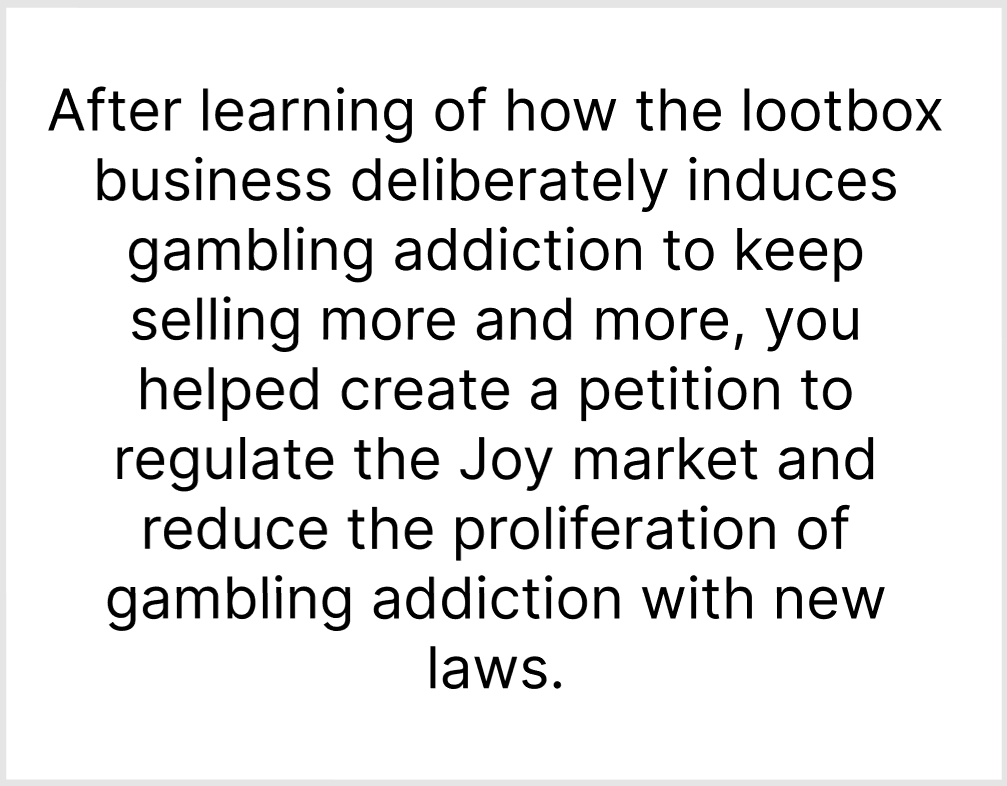 After learning of how the lootbox
business deliberately induces
gambling addiction to keep
selling more and more, you
helped create a petition to
regulate the Joy market and
reduce the proliferation of
gambling addiction with new
laws.